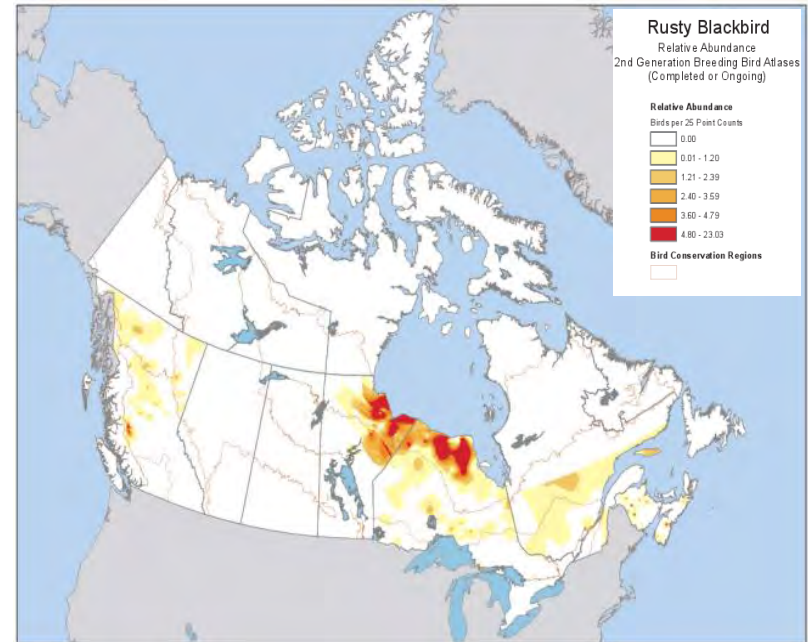 Rusty Blackbird
Relative Abundance
2nd Generation Breeding Bird Atlases
(Completed or Ongoing)
Relative Abundance
Birds per 25 Point Counts
0.00
0.01 - 1.20
1.21 - 2.39
2.40 - 3.59
3.60 - 4.79
4.80 - 23.03
Bird Conservation Regions